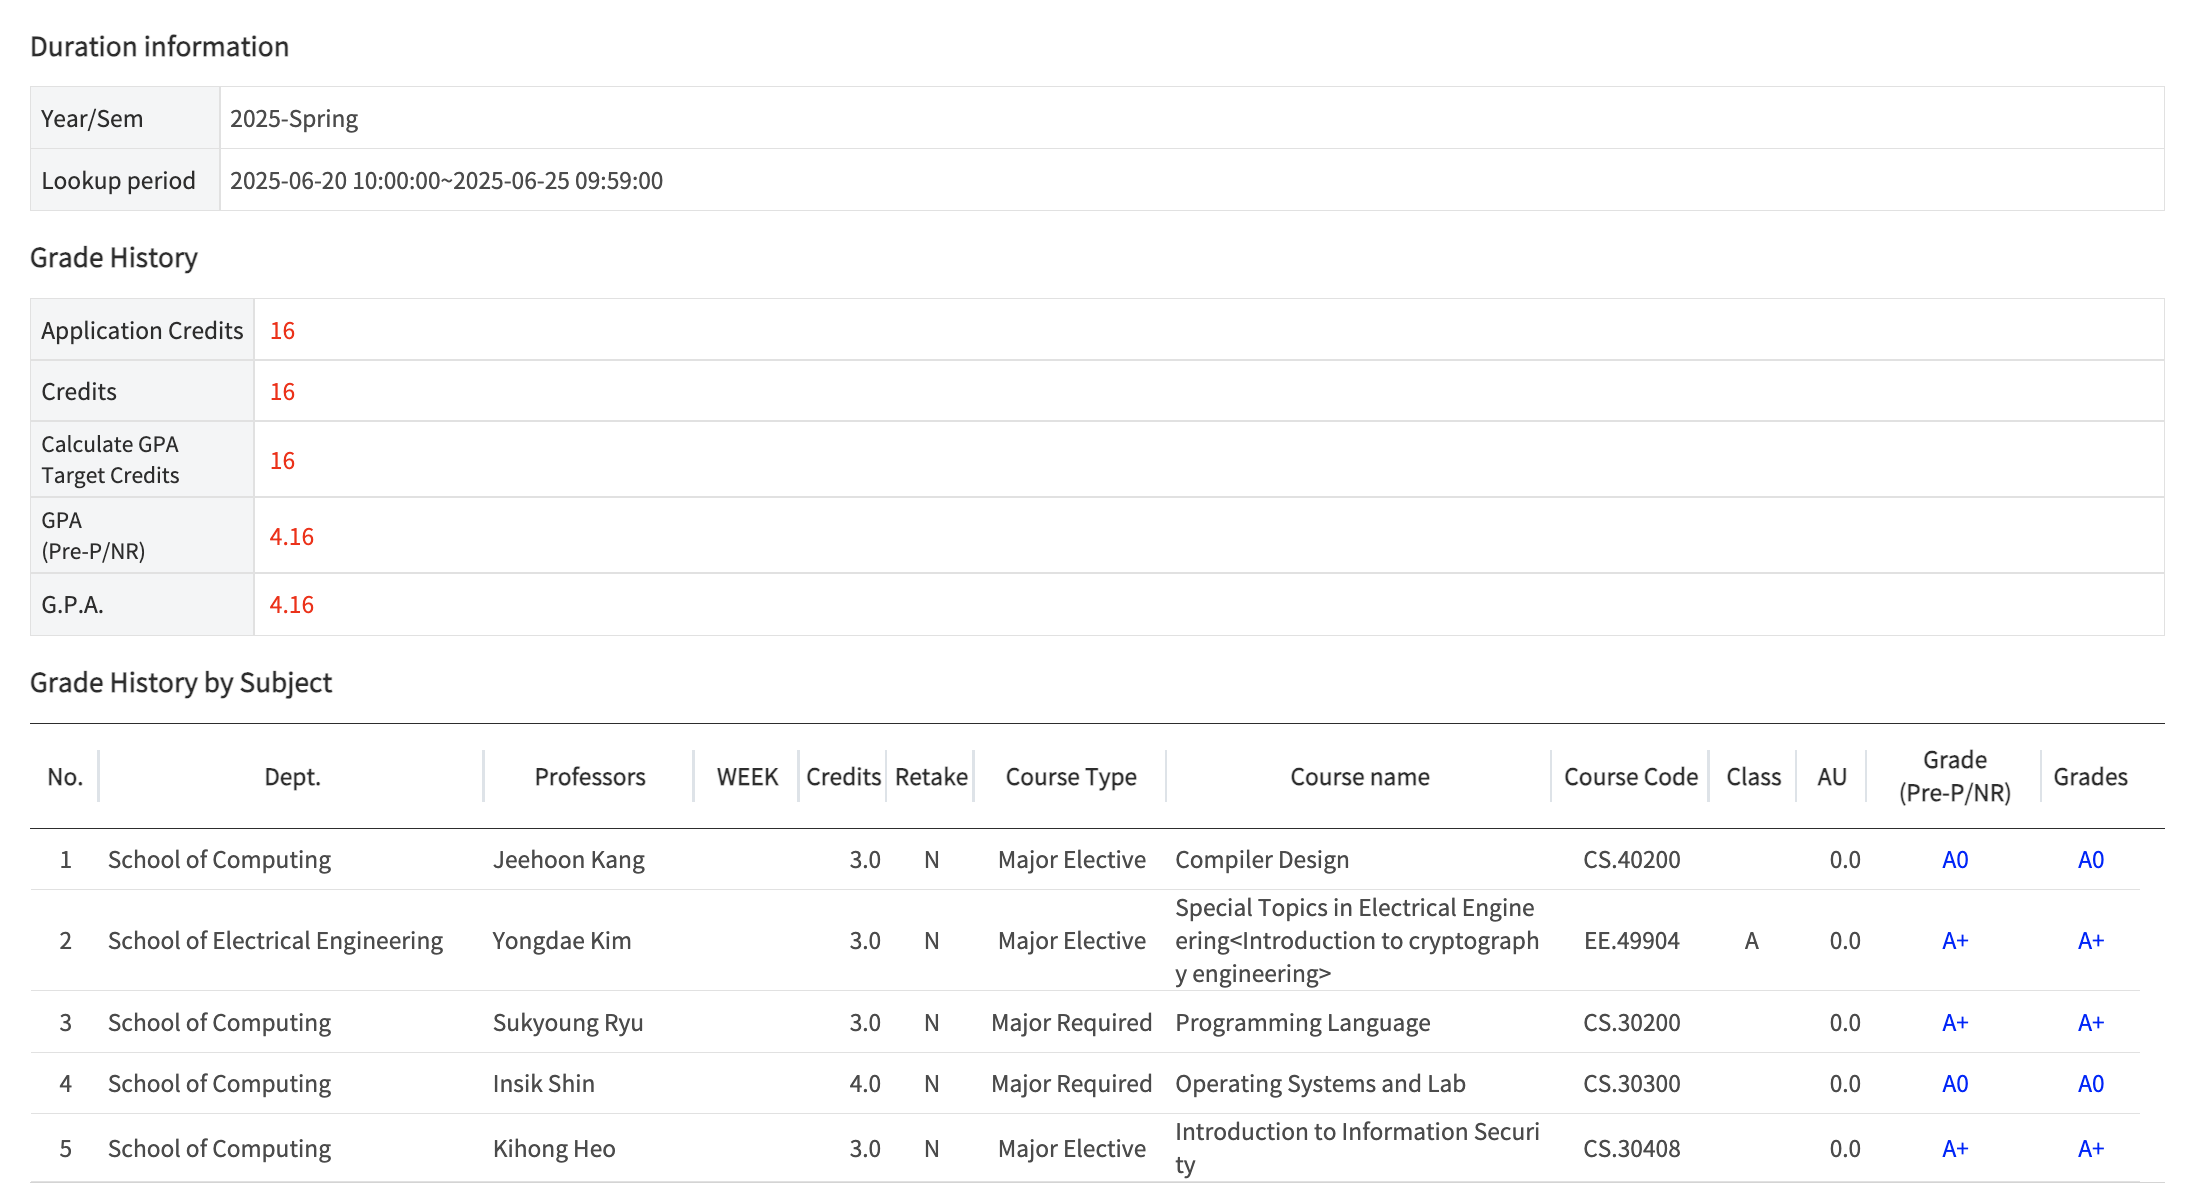 Duration information
Year/Sem 2025-Spring
Lookup period 2025-06-20 10:00:00~2025-06-25 09:59:00
Grade History
Application Credits 16
Credits 16
Calculate GPA
Target Credits 16
GPA
(Pre-P/NR) 4.16
G.P.A. 4.16
Grade History by Subject
No. Dept. Professors WEEK Credits Retake Course Type Course name Course Code Class AU Grade (Pre-P/NR) Grades
1 School of Computing Jeehoon Kang 3.0 N Major Elective Compiler Design CS.40200 0.0 A0 A0
2 School of Electrical Engineering Yongdae Kim 3.0 N Major Elective Special Topics in Electrical Engine
ering<Introduction to cryptograph
y engineering> EE.49904 A 0.0 A+ A+
3 School of Computing Sukyoung Ryu 3.0 N Major Required Programming Language CS.30200 0.0 A+ A+
4 School of Computing Insik Shin 4.0 N Major Required Operating Systems and Lab CS.30300 0.0 A0 A0
5 School of Computing Kihong Heo 3.0 N Major Elective Introduction to Information Securi
ty CS.30408 0.0 A+ A+